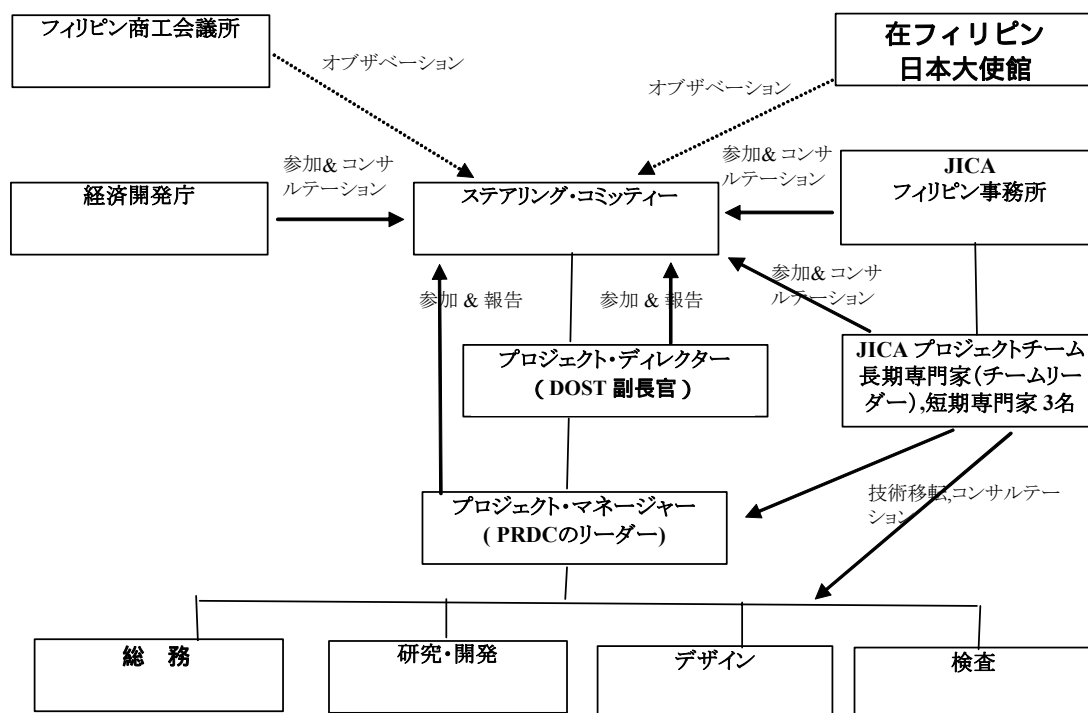 フィリピン商工会議所
在フィリピン
日本大使館
オブザベーション
オブザベーション
参加& コンサ
ルテーション
参加& コンサ
ルテーション
経済開発庁
ステアリング・コミッティー
JICA
フィリピン事務所
参加 & 報告
参加 & 報告
参加& コンサ
ルテーション
プロジェクト・ディレクター
( DOST 副長官 )
JICA プロジェクトチーム
長期専門家(チームリー
ダー),短期専門家 3名
プロジェクト・マネージャー
( PRDCのリーダー)
技術移転,コンサルテー
ション
総 務
研究・開発
デザイン
検査